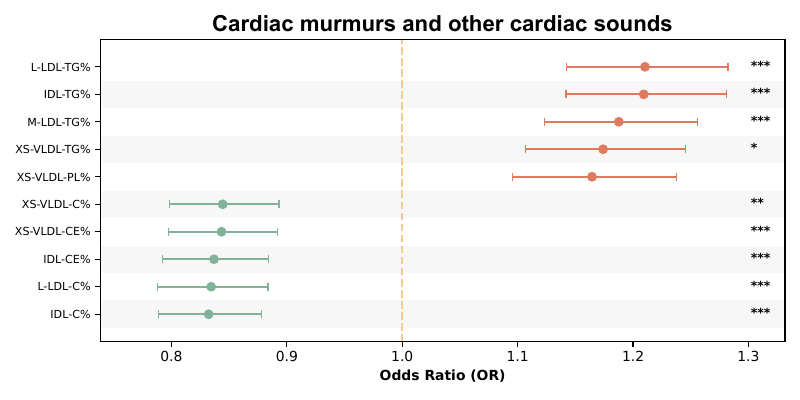 Cardiac murmurs and other cardiac sounds
L-LDL-TG% ***
IDL-TG% ***
M-LDL-TG% ***
XS-VLDL-TG% *
XS-VLDL-PL%
XS-VLDL-C% **
XS-VLDL-CE% ***
IDL-CE% ***
L-LDL-C% ***
IDL-C% ***
0.8 0.9 1.0 1.1 1.2 1.3
Odds Ratio (OR)